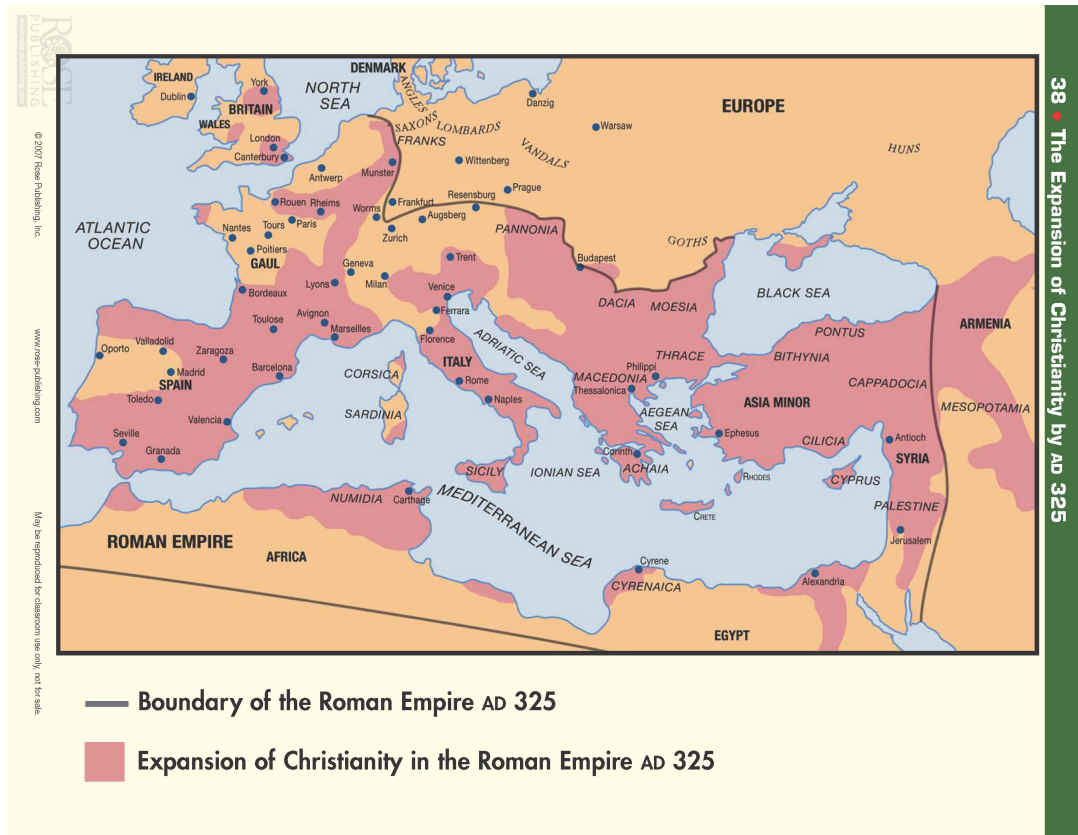 ROSE
PUBLISHING
© 2007 Rose Publishing, Inc.
www.rose-publishing.com
May be reproduced for classroom use only, not for sale.
38 • The Expansion of Christianity by AD 325
IRELAND
Dublin
York
BRITAIN
WALES
London
Canterbury
NORTH
SEA
DENMARK
ANGLES
SAXONS
FRANKS
LOMBARDS
VANDALS
Danzig
Warsaw
EUROPE
HUNS
Wittenberg
Munster
Antwerp
Prague
Resensburg
Frankfurt
Worms
Augsberg
Zurich
Rouen
Rheims
Paris
Tours
Nantes
Poitiers
GAUL
ATLANTIC
OCEAN
PANNONIA
GOTHS
Budapest
Trent
Geneva
Milan
Lyons
Venice
Ferrara
Florence
Bordeaux
Toulose
Avignon
Marseilles
DACIA
MOESIA
BLACK SEA
ARMENIA
PONTUS
BITHYNIA
THRACE
CAPPADOCIA
MESOPOTAMIA
ADRIATIC SEA
ITALY
Rome
Naples
CORSICA
SARDINIA
Oporto
Valladolid
Zaragoza
Madrid
SPAIN
Barcelona
Toledo
Valencia
Seville
Granada
Philippi
MACEDONIA
Thessalonica
AEGEAN
SEA
ASIA MINOR
Ephesus
CILICIA
Antioch
SYRIA
Corinth
ACHAIA
IONIAN SEA
SICILY
RHODES
CYPRUS
CRETE
PALESTINE
Jerusalem
NUMIDIA
Carthage
MEDITERRANEAN SEA
ROMAN EMPIRE
AFRICA
Cyrene
CYRENAICA
Alexandria
EGYPT
Boundary of the Roman Empire AD 325
Expansion of Christianity in the Roman Empire AD 325